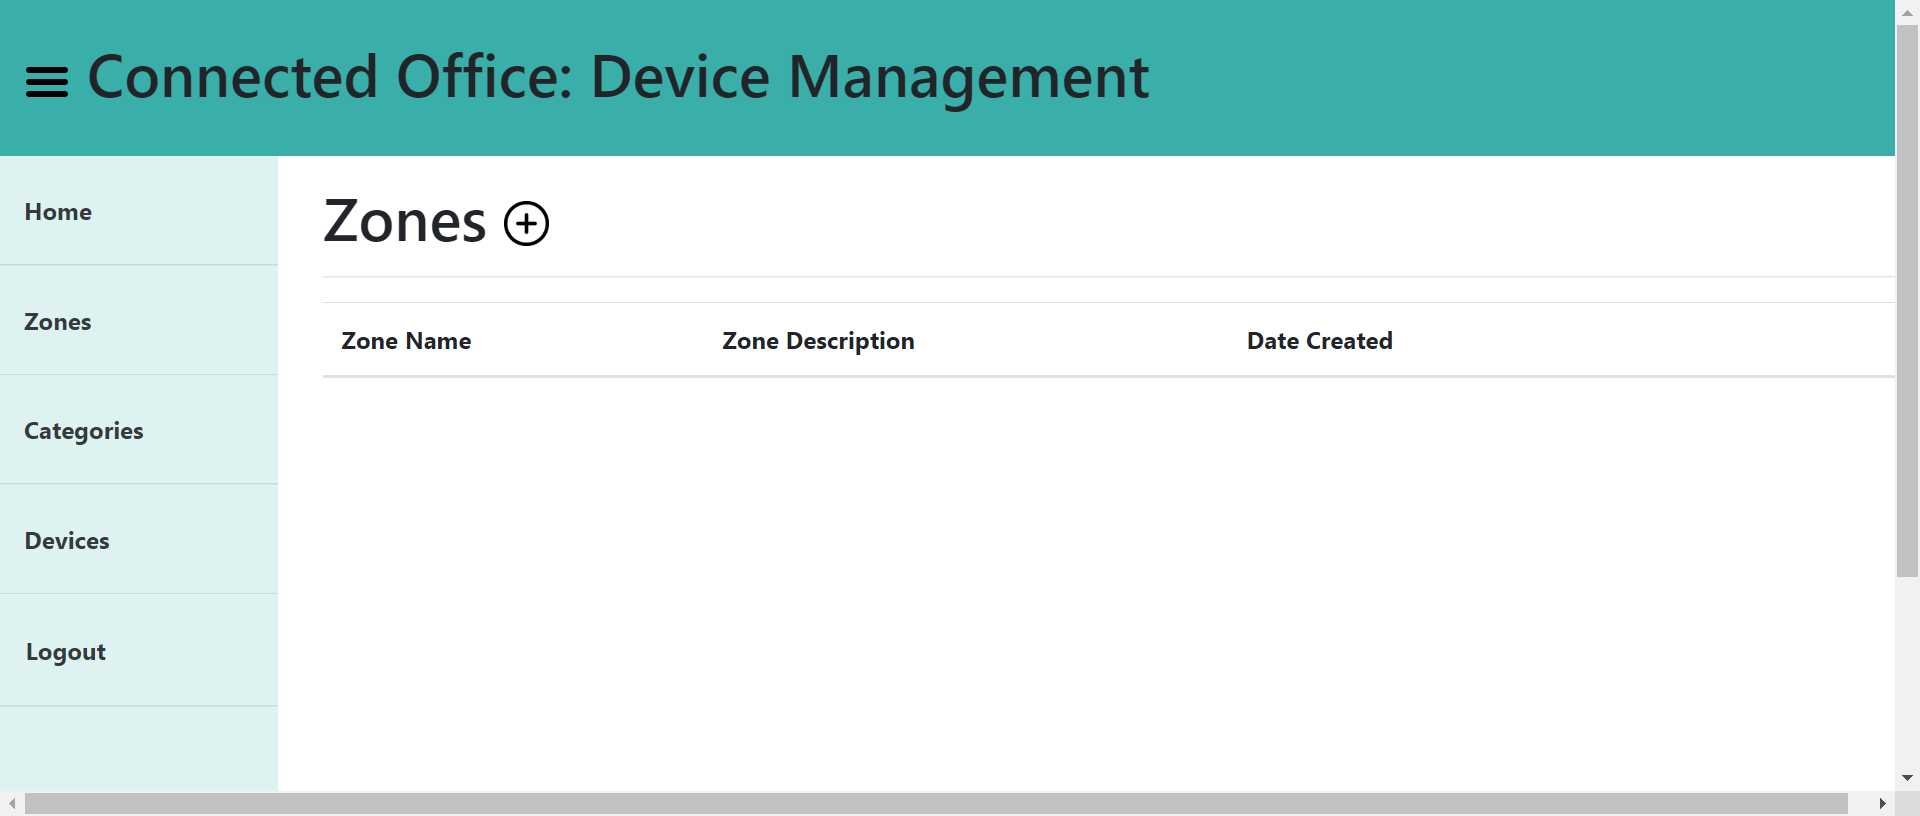 Connected Office: Device Management
Home
Zones
Categories
Devices
Logout
Zones
Zone Name Zone Description Date Created